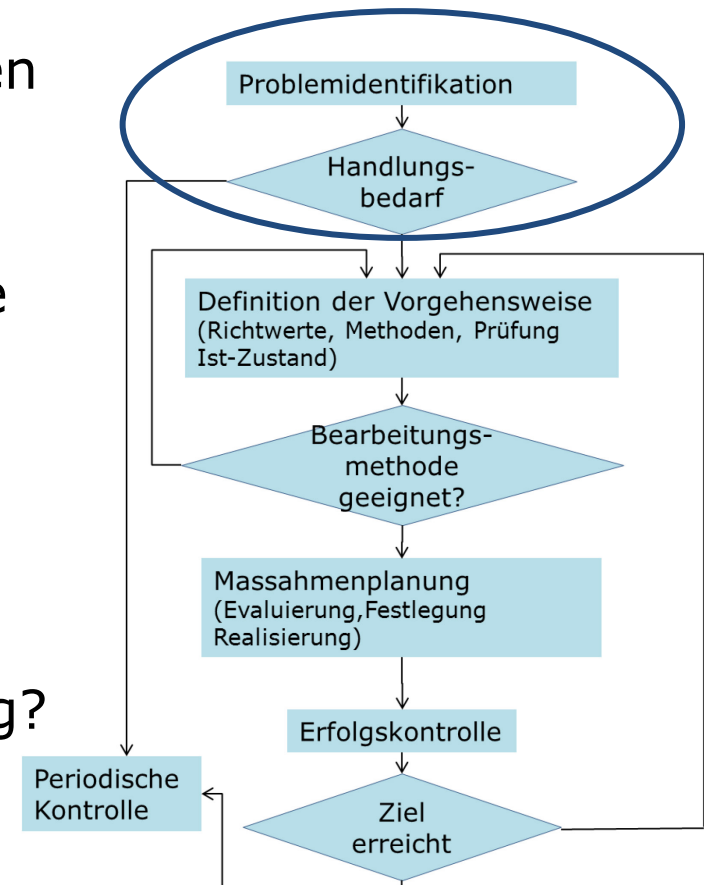 en
Problemidentifikation
Handlungs-
bedarf
e
Definition der Vorgehensweise
(Richtwerte, Methoden, Prüfung
Ist-Zustand)
Bearbeitungs-
methode
geeignet?
Massahmenplanung
(Evaluierung,Festlegung
Realisierung)
g?
Erfolgskontrolle
Periodische
Kontrolle
Ziel
erreicht